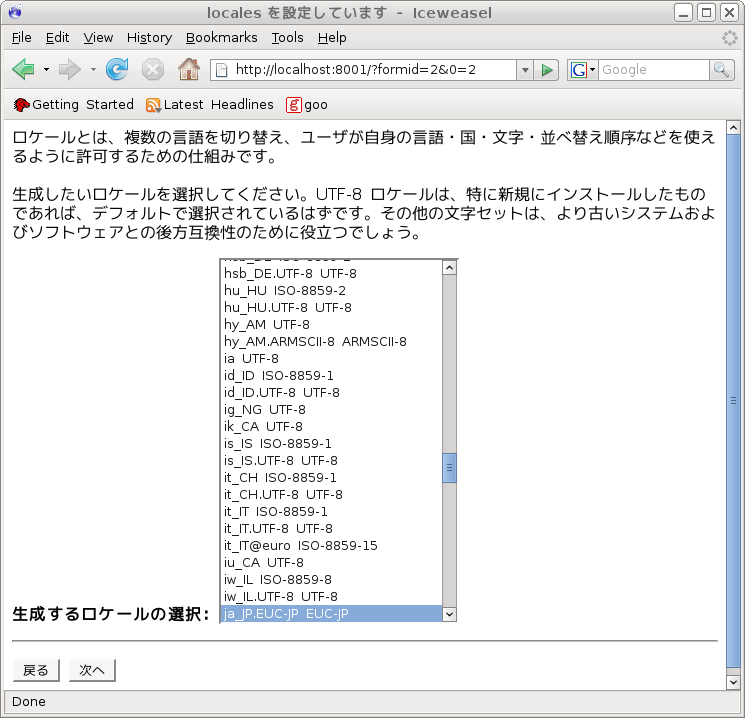 locales を設定しています - Iceweasel
File Edit View History Bookmarks Tools Help
http://localhost:8001/?formid=2&0=2
G Google
Getting Started Latest Headlines g goo
ロケールとは、複数の言語を切り替え、ユーザが自身の言語・国・文字・並べ替え順序などを使え
るように許可するための仕組みです。
生成したいロケールを選択してください。UTF-8 ロケールは、特に新規にインストールしたもの
であれば、デフォルトで選択されているはずです。その他の文字セットは、より古いシステムおよ
びソフトウェアとの後方互換性のために役立つでしょう。
hsb_DE.UTF-8 UTF-8
hu_HU ISO-8859-2
hu_HU.UTF-8 UTF-8
hy_AM UTF-8
hy_AM.ARMSCII-8 ARMSCII-8
ia UTF-8
id_ID ISO-8859-1
id_ID.UTF-8 UTF-8
ig_NG UTF-8
ik_CA UTF-8
is_IS ISO-8859-1
is_IS.UTF-8 UTF-8
it_CH ISO-8859-1
it_CH.UTF-8 UTF-8
it_IT ISO-8859-1
it_IT.UTF-8 UTF-8
it_IT@euro ISO-8859-15
iu_CA UTF-8
iw_IL ISO-8859-8
iw_IL.UTF-8 UTF-8
生成するロケールの選択: ja_JP.EUC-JP EUC-JP
戻る 次へ
Done